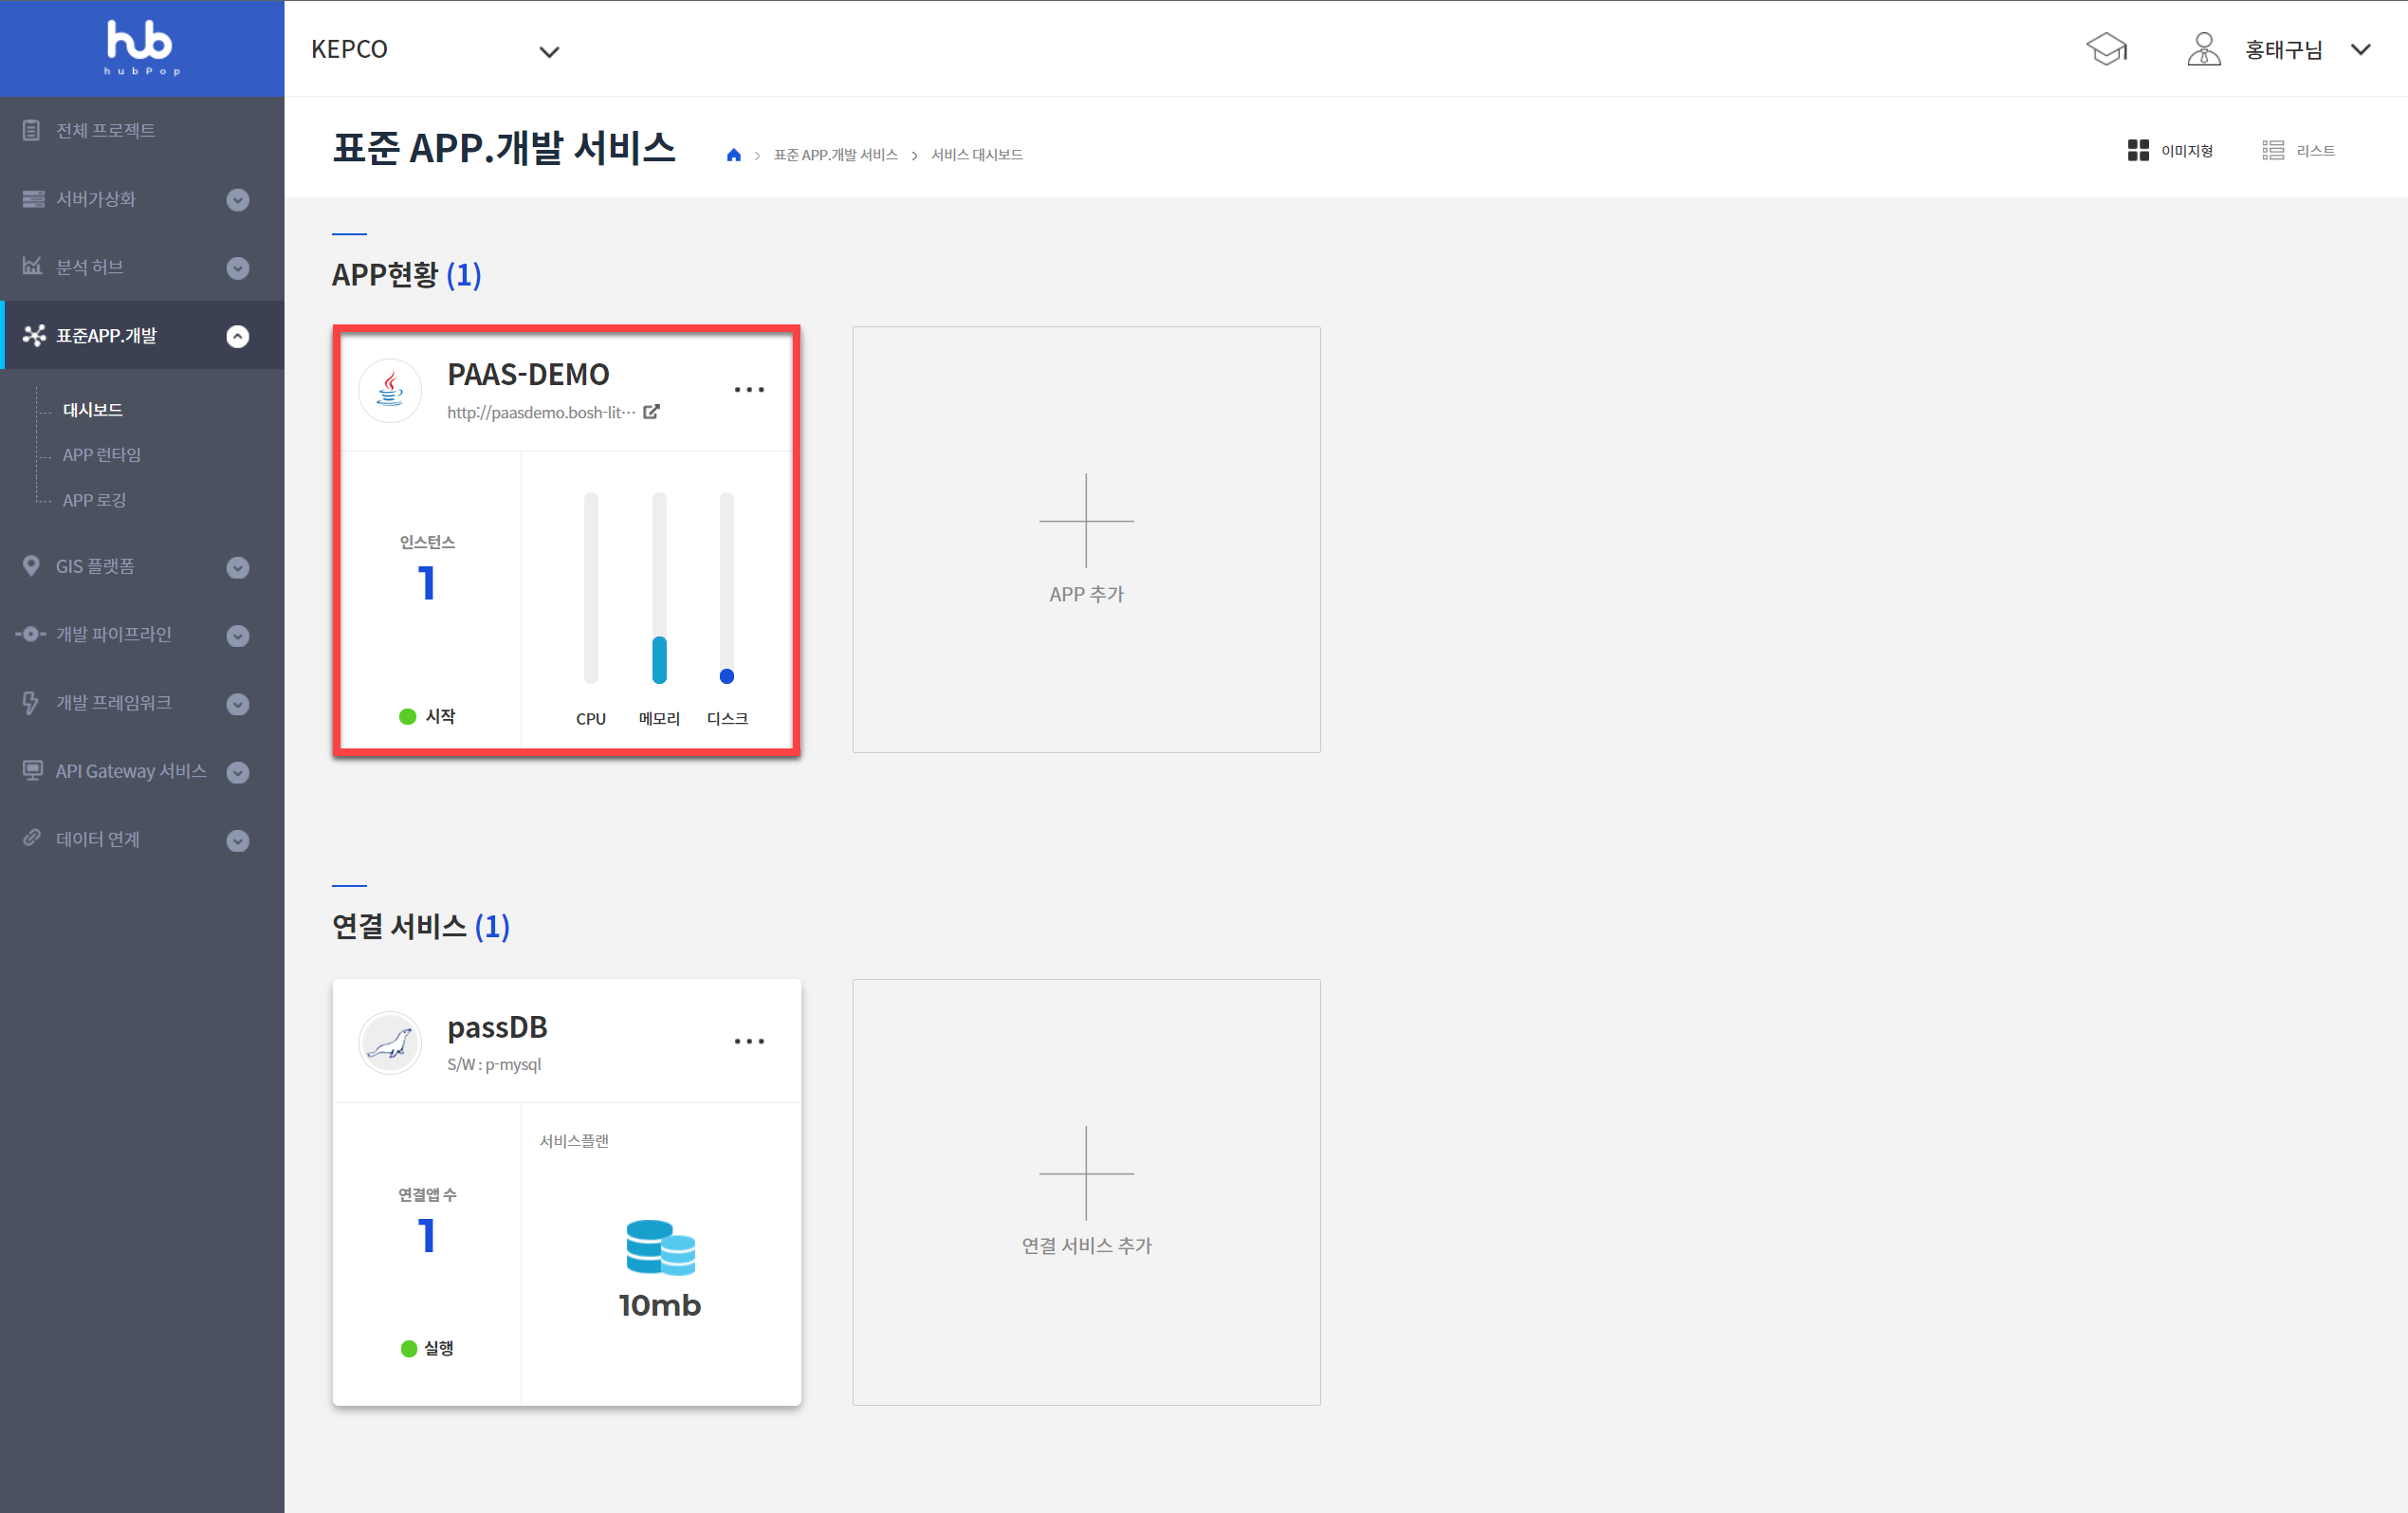 hub
hubPop
KEPCO
홍태구님
전체 프로젝트
서버가상화
분석 허브
표준APP.개발
대시보드
APP 런타임
APP 로깅
GIS 플랫폼
개발 파이프라인
개발 프레임워크
API Gateway 서비스
데이터 연계
표준 APP.개발 서비스
표준 APP.개발 서비스 > 서비스 대시보드
이미지형
리스트
APP현황 (1)
PAAS-DEMO
http://paasdemo.bosh-lit···
인스턴스
1
시작
CPU
메모리
디스크
APP 추가
연결 서비스 (1)
passDB
S/W : p-mysql
서비스플랜
연결앱 수
1
10mb
실행
연결 서비스 추가